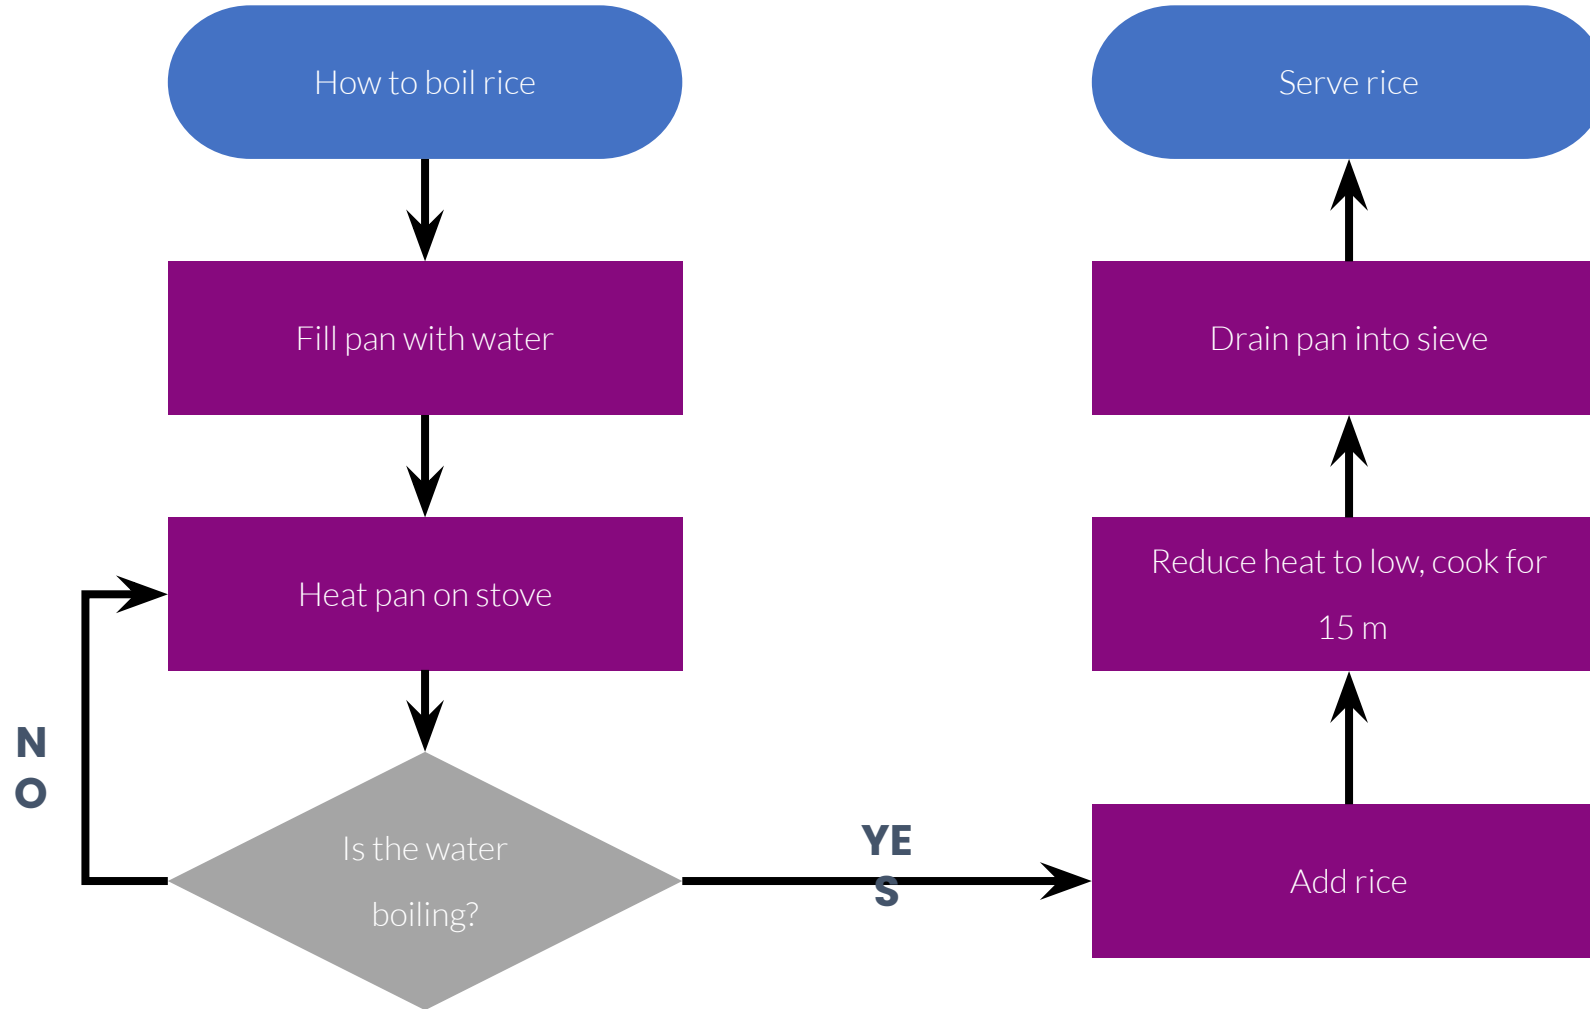 How to boil rice
Fill pan with water
Heat pan on stove
Is the water
boiling?
N
O
YE
S
Add rice
Reduce heat to low, cook for
15 m
Drain pan into sieve
Serve rice